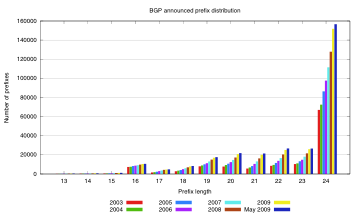 BGP announced prefix distribution
Number of prefixes
160000
140000
120000
100000
80000
60000
40000
20000
0
13 14 15 16 17 18 19 20 21 22 23 24
Prefix length
2003 2005 2007 2009
2004 2006 2008 May 2009